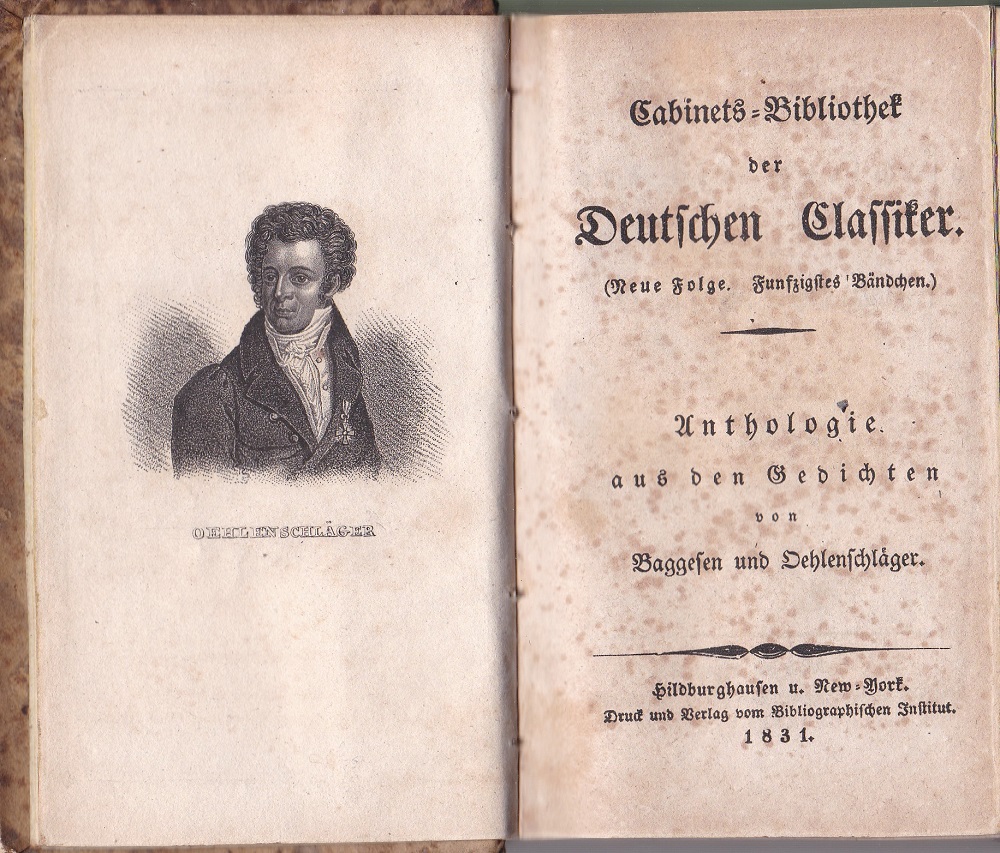 OEHLENSCHLÄGER
Cabinets=Bibliothek
der
Deutschen Classiker.
(Neue Folge. Funfzigstes Bändchen.)
Anthologie
aus den Gedichten
von
Baggesen und Oehlenschläger.
Hildburghausen u. New=York.
Druck und Verlag vom Bibliographischen Institut.
1831.